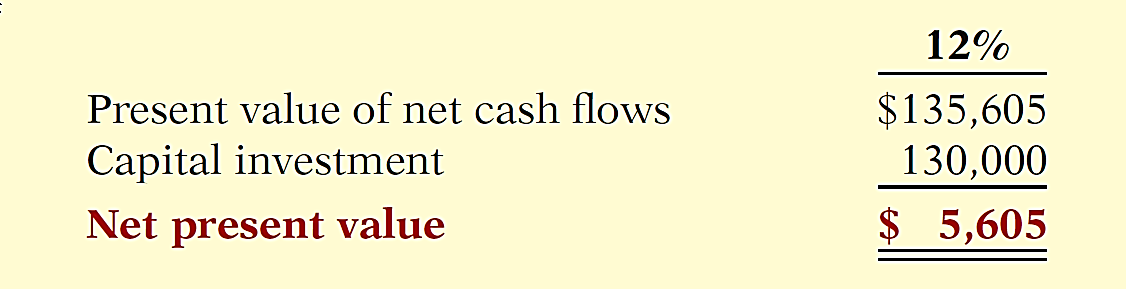 12%
Present value of net cash flows $135,605
Capital investment 130,000
Net present value $ 5,605